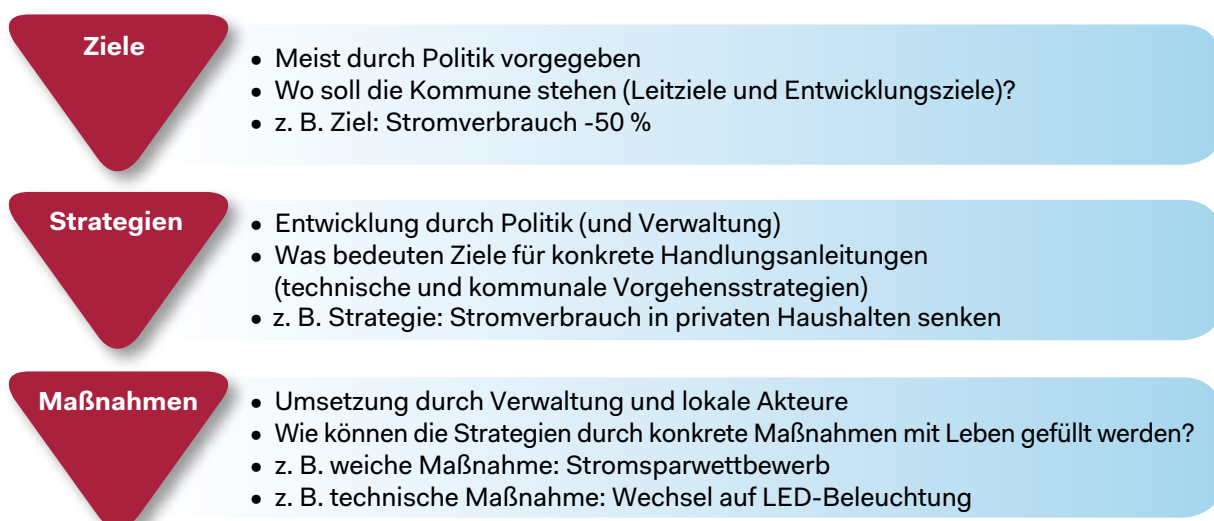 Ziele
• Meist durch Politik vorgegeben
• Wo soll die Kommune stehen (Leitziele und Entwicklungsziele)?
• z. B. Ziel: Stromverbrauch -50 %
Strategien
• Entwicklung durch Politik (und Verwaltung)
• Was bedeuten Ziele für konkrete Handlungsanleitungen
(technische und kommunale Vorgehensstrategien)
• z. B. Strategie: Stromverbrauch in privaten Haushalten senken
Maßnahmen
• Umsetzung durch Verwaltung und lokale Akteure
• Wie können die Strategien durch konkrete Maßnahmen mit Leben gefüllt werden?
• z. B. weiche Maßnahme: Stromsparwettbewerb
• z. B. technische Maßnahme: Wechsel auf LED-Beleuchtung